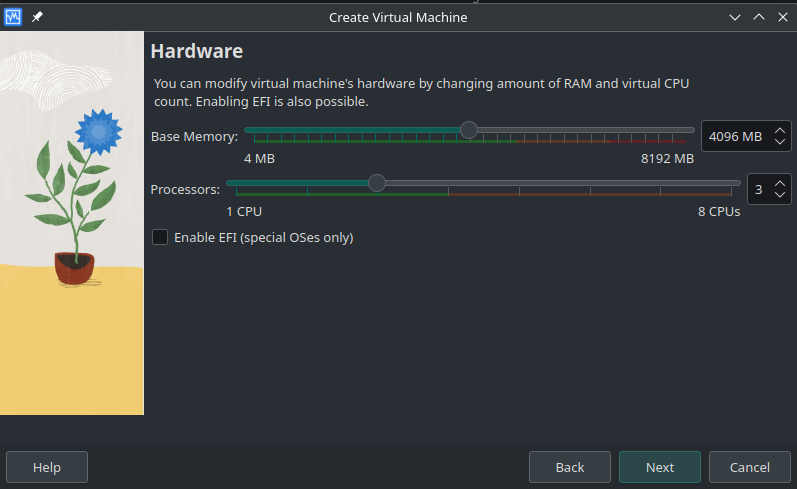 Create Virtual Machine
Hardware
You can modify virtual machine's hardware by changing amount of RAM and virtual CPU
count. Enabling EFI is also possible.
Base Memory:
4096 MB
4 MB
8192 MB
Processors:
3
1 CPU
8 CPUs
Enable EFI (special OSes only)
Help
Back
Next
Cancel